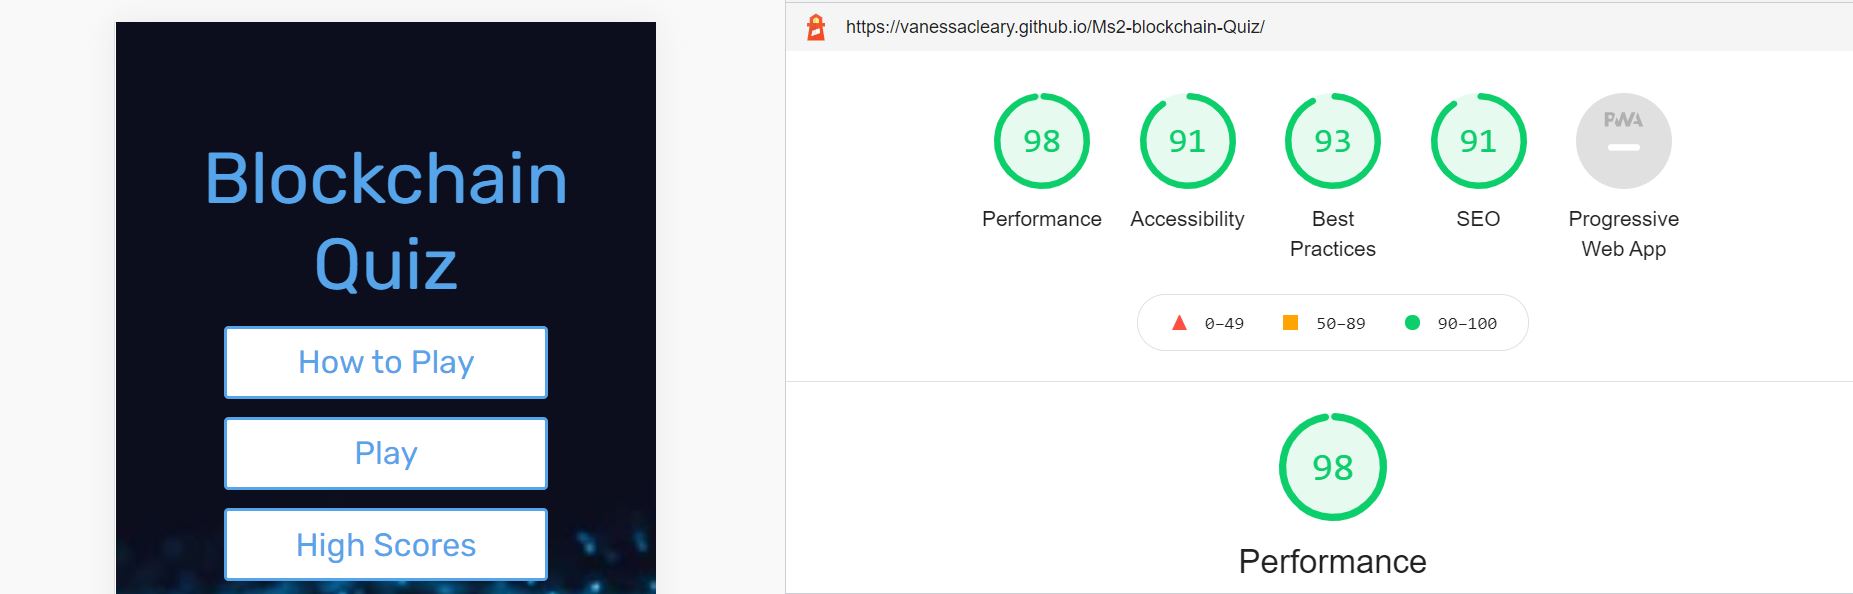 Blockchain
Quiz
How to Play
Play
High Scores
https://vanessacleary.github.io/Ms2-blockchain-Quiz/
98 91 93 91 PWA
Performance Accessibility Best Practices SEO Progressive Web App
0–49 50–89 90–100
98
Performance